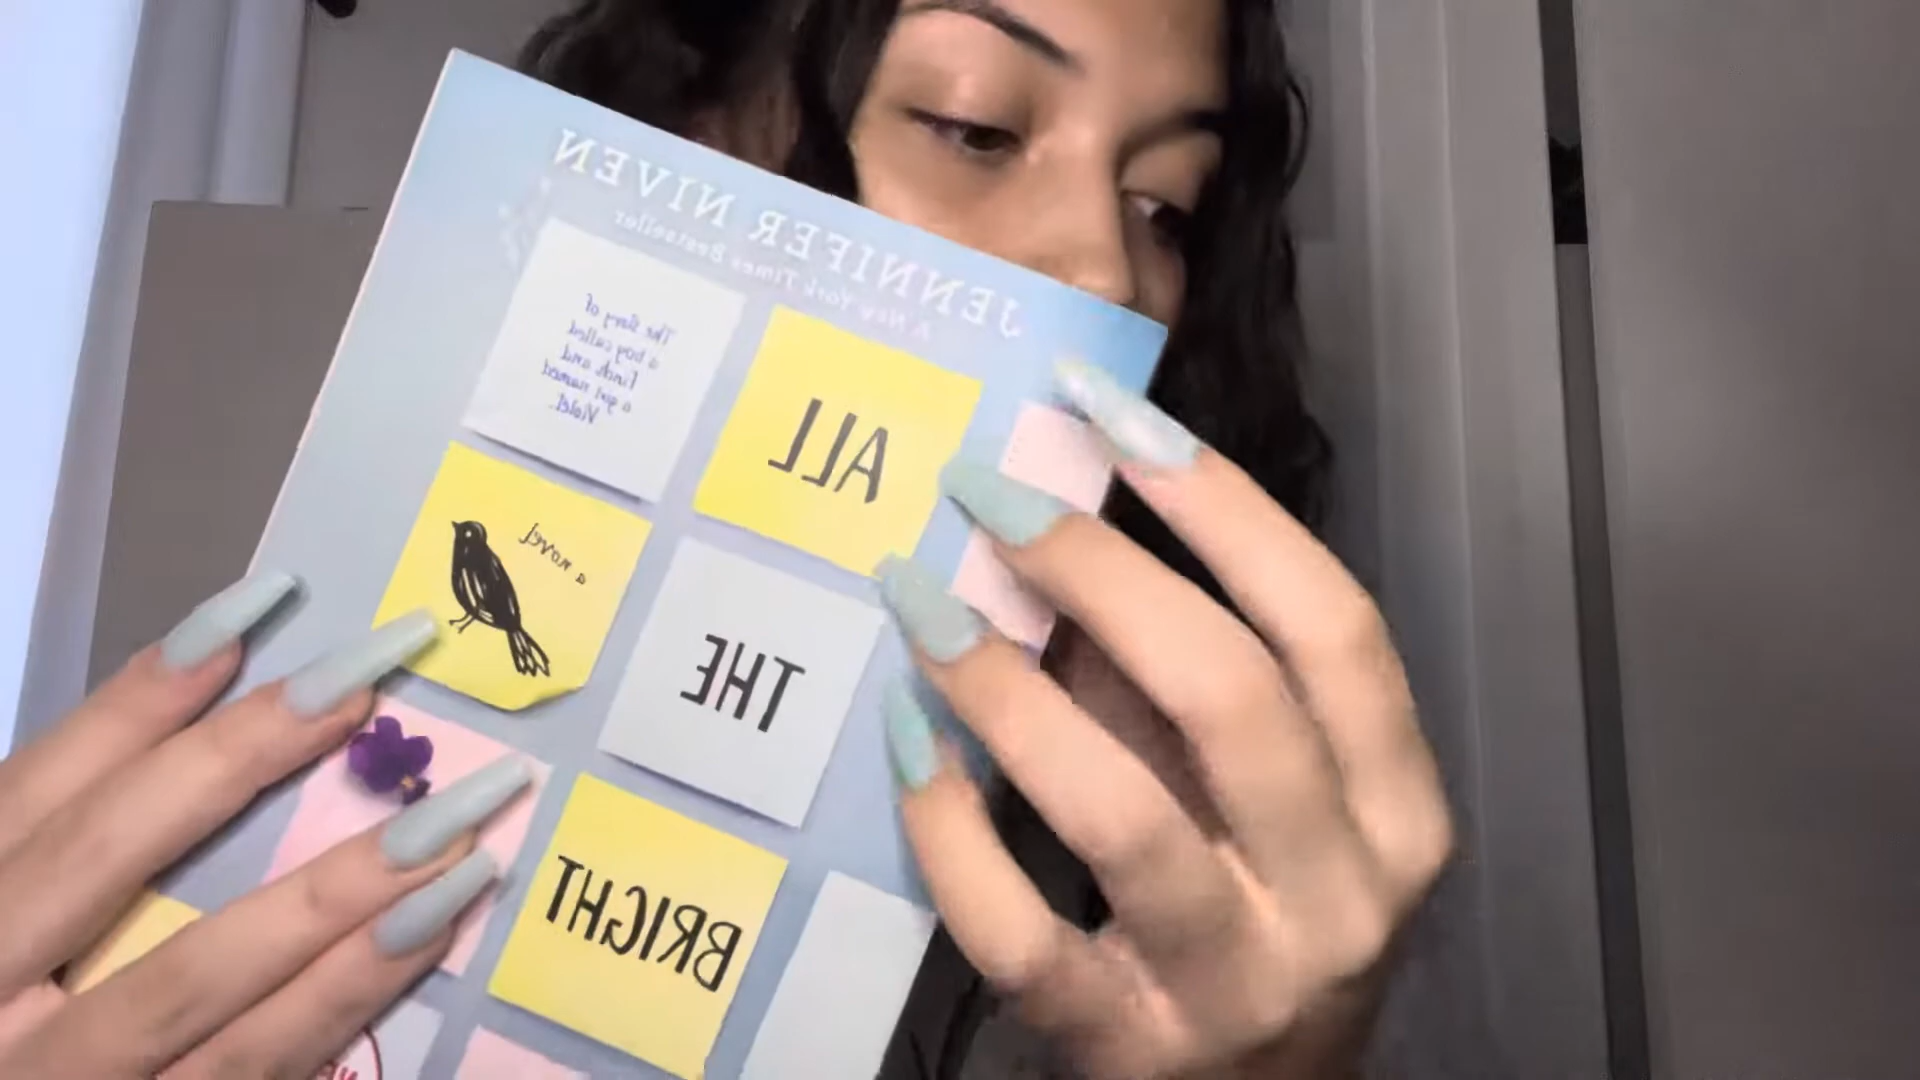 JENNIFER NIVEN
A New York Times Bestseller
The story of
a boy called
Finch and
a girl named
Violet.
ALL
a novel
THE
BRIGHT